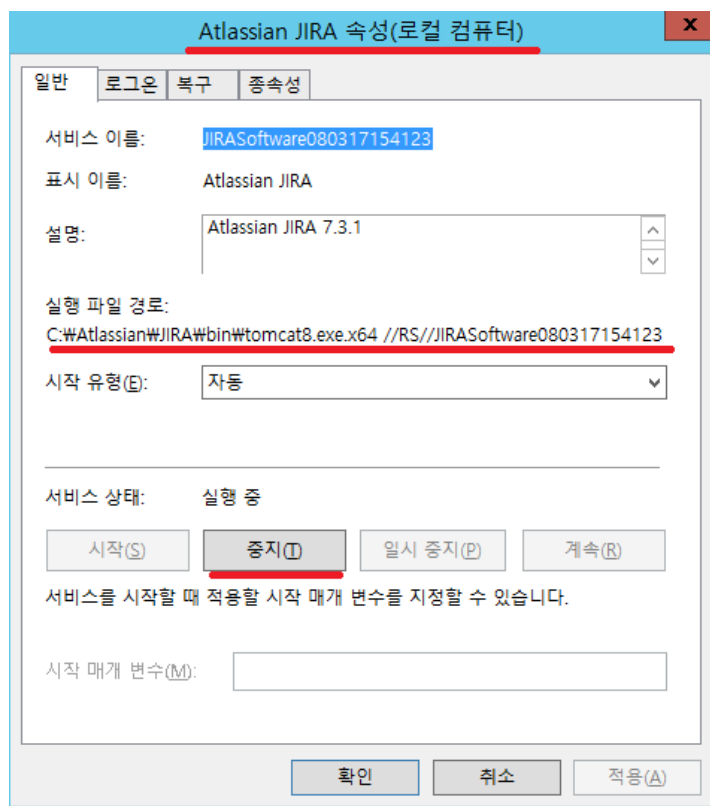 Atlassian JIRA 속성(로컬 컴퓨터)
x
일반 로그온 복구 종속성
서비스 이름: JIRASoftware080317154123
표시 이름: Atlassian JIRA
설명: Atlassian JIRA 7.3.1
실행 파일 경로:
C:₩Atlassian₩JIRA₩bin₩tomcat8.exe.x64 //RS//JIRASoftware080317154123
시작 유형(E): 자동
서비스 상태: 실행 중
시작(S) 중지(T) 일시 중지(P) 계속(R)
서비스를 시작할 때 적용할 시작 매개 변수를 지정할 수 있습니다.
시작 매개 변수(M):
확인 취소 적용(A)